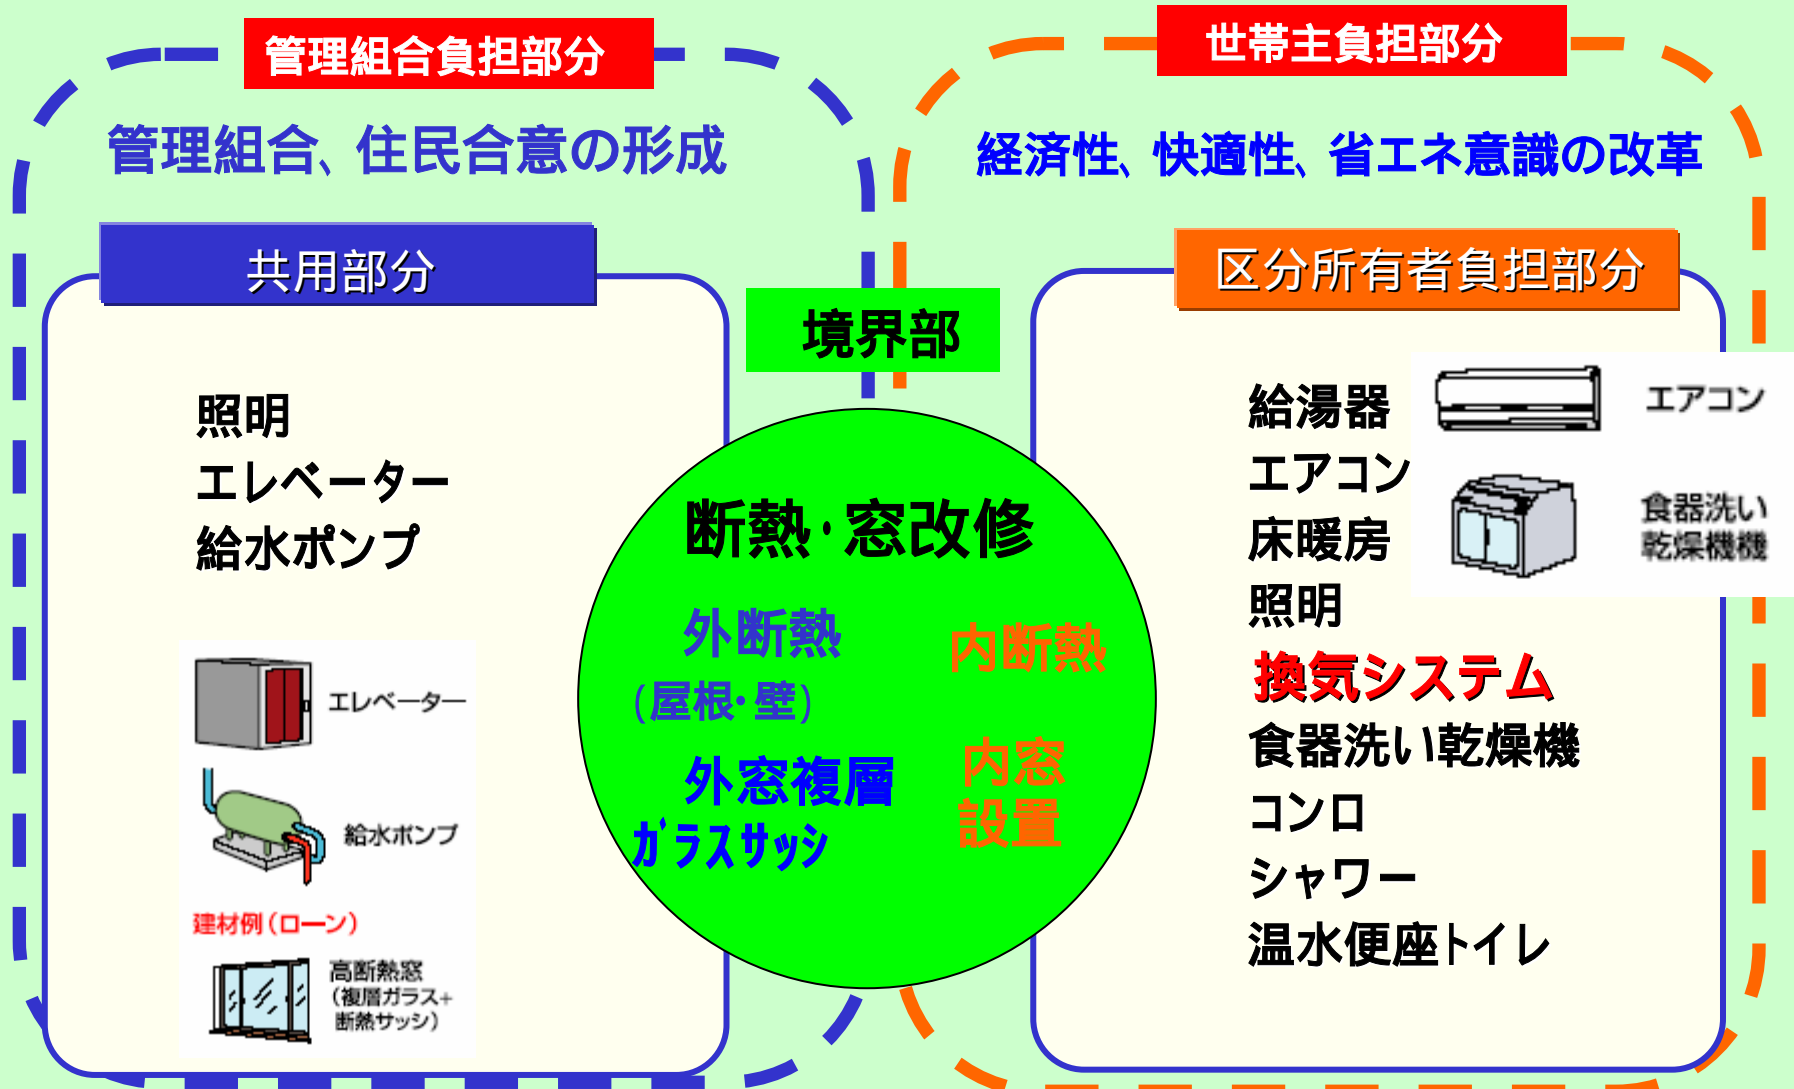 管理組合負担部分
管理組合、住民合意の形成
共用部分
照明
エレベーター
給水ポンプ
エレベーター
給水ポンプ
建材例(ローン)
高断熱窓
(複層ガラス+
断熱サッシ)
境界部
断熱・窓改修
外断熱
(屋根・壁)
外窓複層
ガラスサッシ
内断熱
内窓
設置
世帯主負担部分
経済性、快適性、省エネ意識の改革
区分所有者負担部分
給湯器
エアコン
床暖房
照明
換気システム
食器洗い乾燥機
コンロ
シャワー
温水便座トイレ
エアコン
食器洗い
乾燥機機